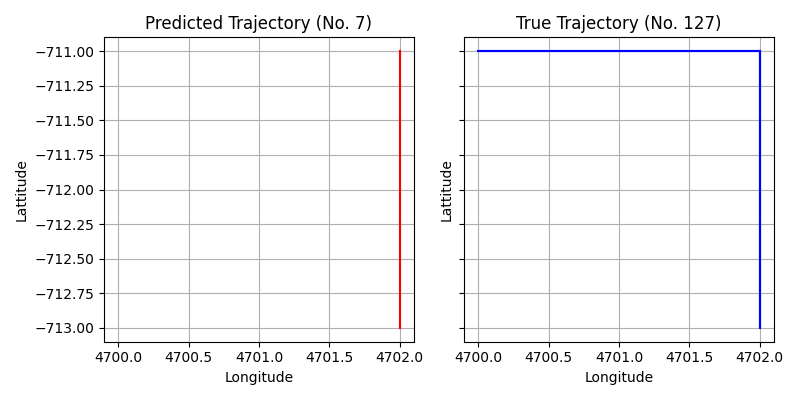 Predicted Trajectory (No. 7)
Lattitude
−711.00
−711.25
−711.50
−711.75
−712.00
−712.25
−712.50
−712.75
−713.00
4700.0 4700.5 4701.0 4701.5 4702.0
Longitude
True Trajectory (No. 127)
Lattitude
4700.0 4700.5 4701.0 4701.5 4702.0
Longitude